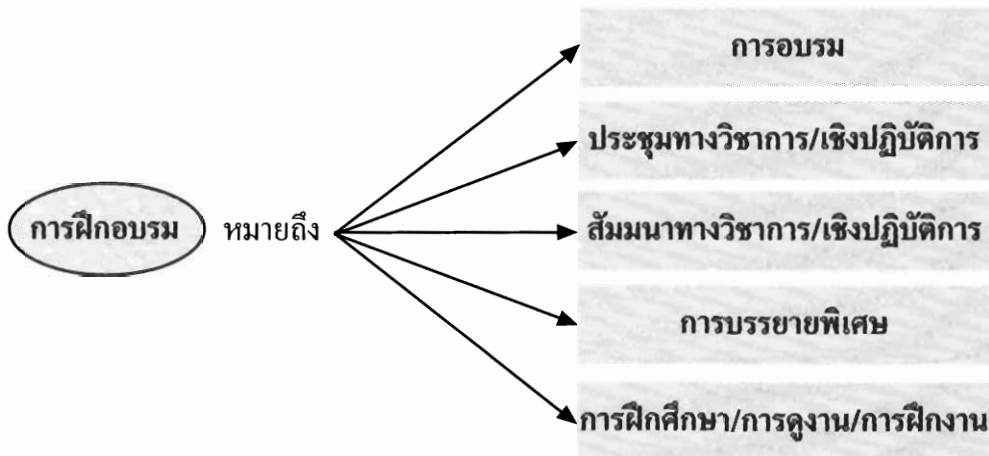 การอบรม
ประชุมทางวิชาการ/เชิงปฏิบัติการ
การฝึกอบรม หมายถึง
สัมมนาทางวิชาการ/เชิงปฏิบัติการ
การบรรยายพิเศษ
การฝึกศึกษา/การดูงาน/การฝึกงาน